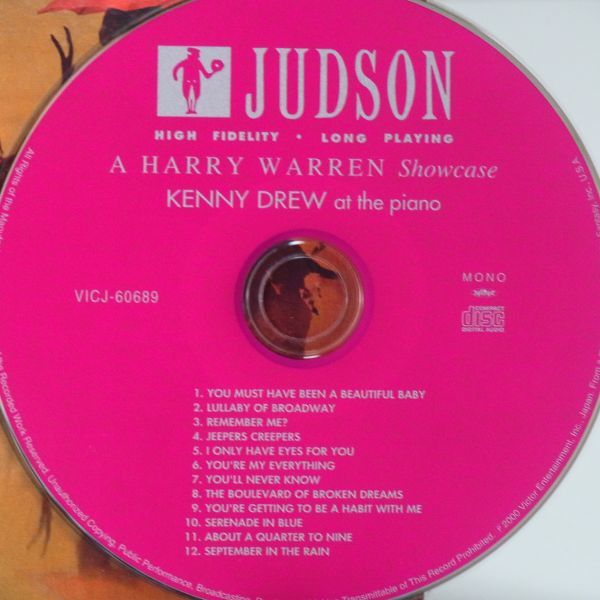 JUDSON
HIGH FIDELITY • LONG PLAYING
A HARRY WARREN Showcase
KENNY DREW at the piano
VICJ-60689
MONO
COMPACT
disc
DIGITAL AUDIO
1. YOU MUST HAVE BEEN A BEAUTIFUL BABY
2. LULLABY OF BROADWAY
3. REMEMBER ME?
4. JEEPERS CREEPERS
5. I ONLY HAVE EYES FOR YOU
6. YOU'RE MY EVERYTHING
7. YOU'LL NEVER KNOW
8. THE BOULEVARD OF BROKEN DREAMS
9. YOU'RE GETTING TO BE A HABIT WITH ME
10. SERENADE IN BLUE
11. ABOUT A QUARTER TO NINE
12. SEPTEMBER IN THE RAIN
All Rights of the
the Recorded Work Reserved. Unauthorized Copying, Public Performance, Broadcasting,
Transmittable of This Record Prohibited. ℗2000 Victor Entertainment, Inc., Japan. From
Fantasy, Inc. USA